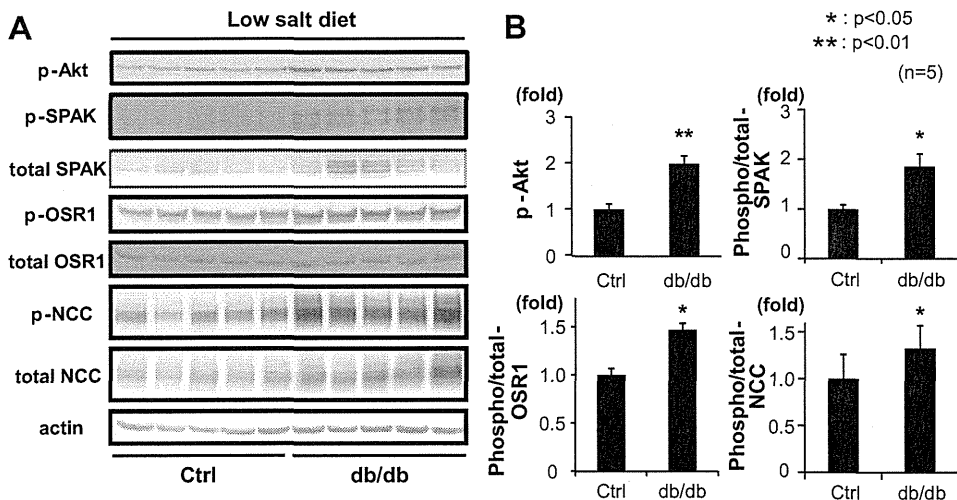 A
Low salt diet
p-Akt
p-SPAK
total SPAK
p-OSR1
total OSR1
p-NCC
total NCC
actin
Ctrl db/db
B
* : p<0.05
** : p<0.01
(n=5)
(fold)
p-Akt
3
2
1
0
**
Ctrl db/db
(fold)
Phospho/total-
SPAK
3
2
1
0
*
Ctrl db/db
(fold)
Phospho/total-
OSR1
1.5
1.0
0.5
0
*
Ctrl db/db
(fold)
Phospho/total-
NCC
1.5
1.0
0.5
0
*
Ctrl db/db